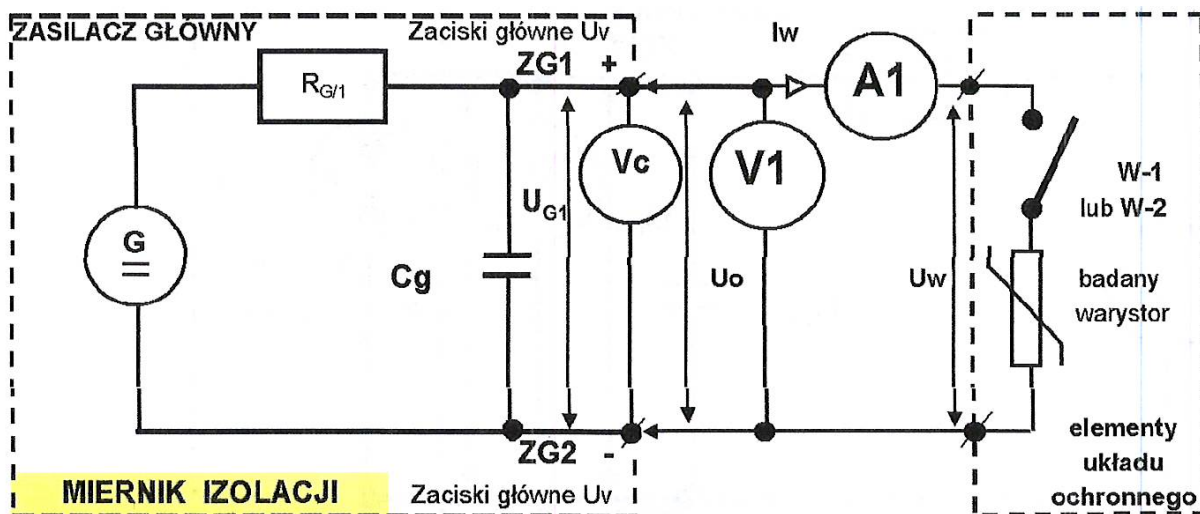 ZASILACZ GŁÓWNY
Zaciski główne Uv
ZG1 +
Iw
A1
RG/1
Vc
V1
UG1
G
Cg
Uo
Uw
W-1
lub W-2
badany
warystor
ZG2 -
elementy
układu
ochronnego
MIERNIK IZOLACJI
Zaciski główne Uv